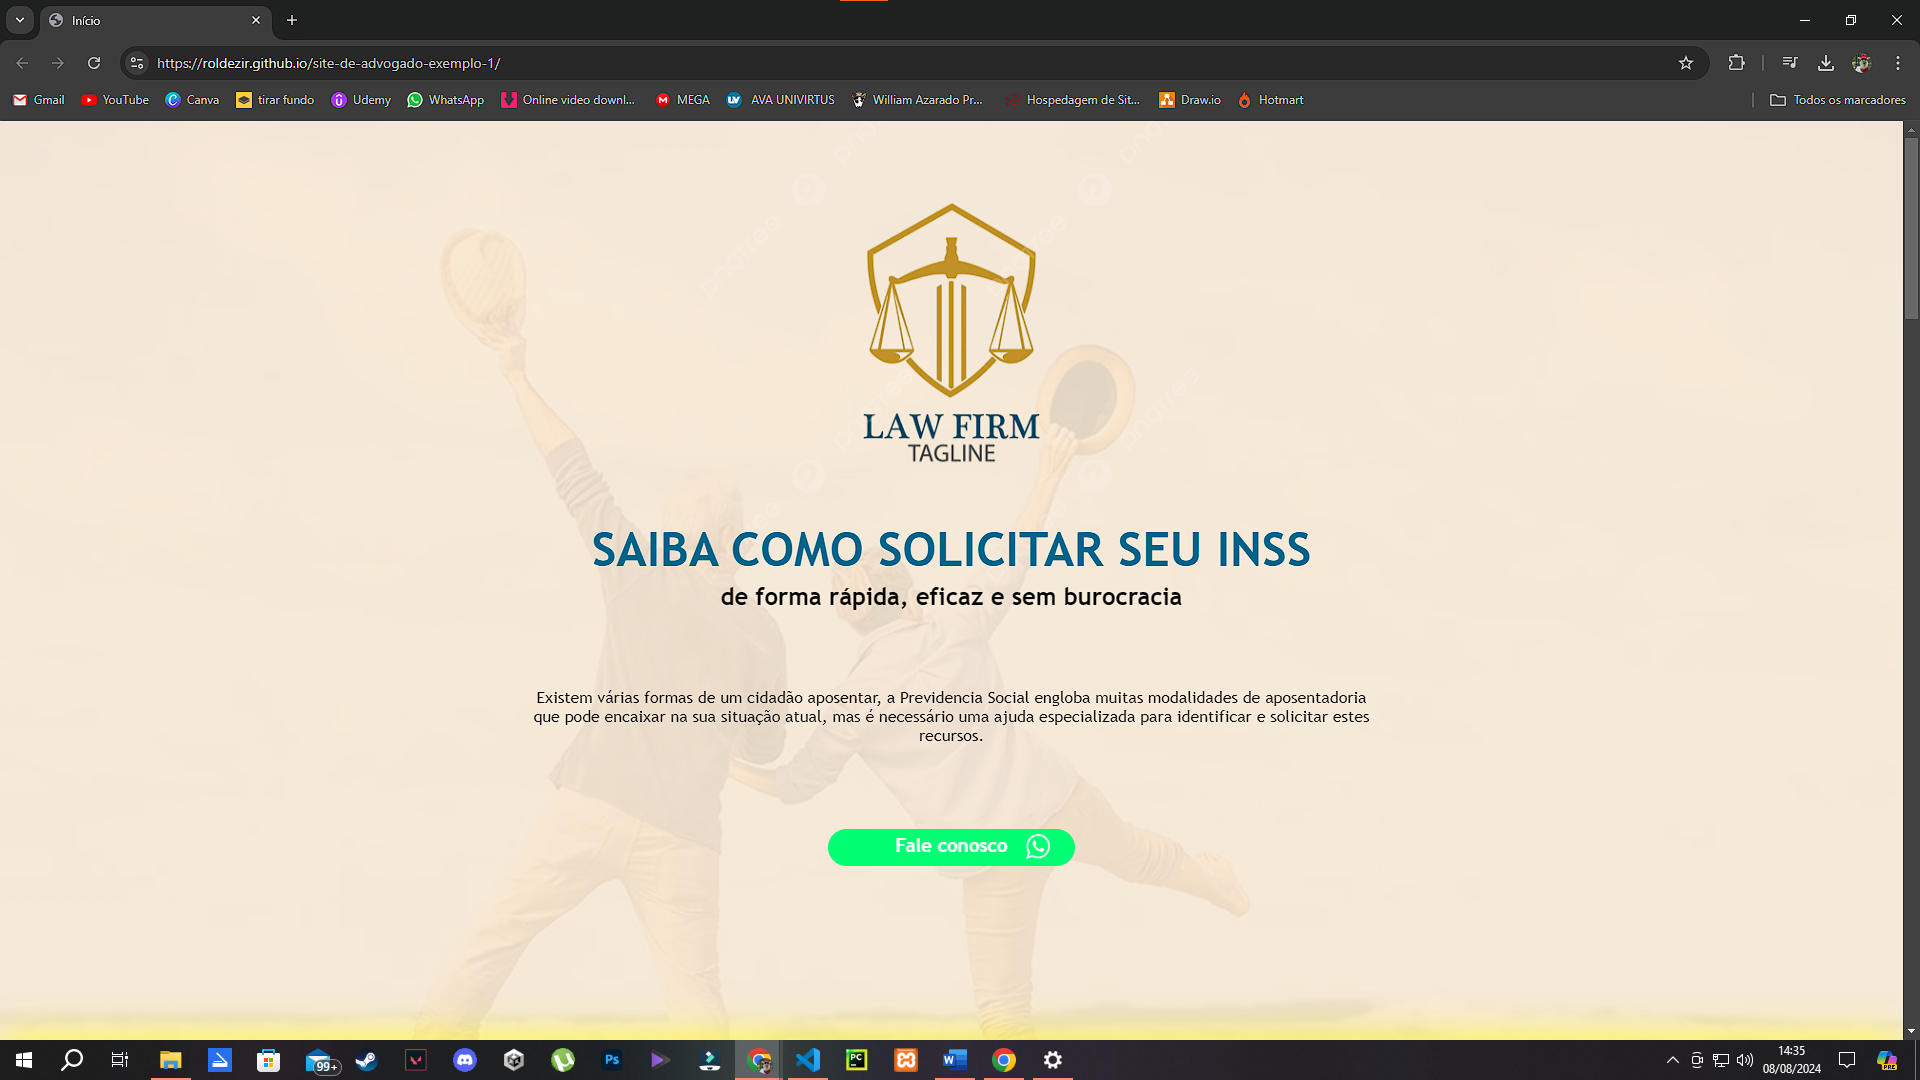 Início
https://roldezir.github.io/site-de-advogado-exemplo-1/
Gmail
YouTube
Canva
tirar fundo
Udemy
WhatsApp
Online video downl...
MEGA
AVA UNIVIRTUS
William Azarado Pr...
Hospedagem de Sit...
Draw.io
Hotmart
Todos os marcadores
pngtree
LAW FIRM
TAGLINE
SAIBA COMO SOLICITAR SEU INSS
de forma rápida, eficaz e sem burocracia
Existem várias formas de um cidadão aposentar, a Previdencia Social engloba muitas modalidades de aposentadoria
que pode encaixar na sua situação atual, mas é necessário uma ajuda especializada para identificar e solicitar estes
recursos.
Fale conosco
99+
Ps
PC
W
14:35
08/08/2024
PRE